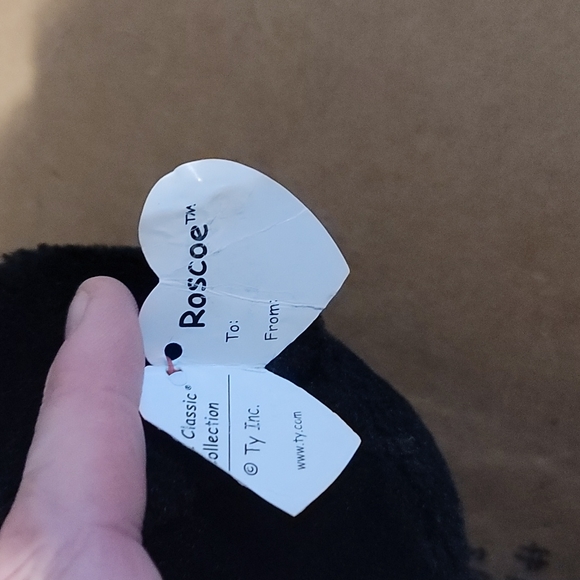 Roscoe™
To:
From:
Classic®
ollection
© Ty Inc.
www.ty.com